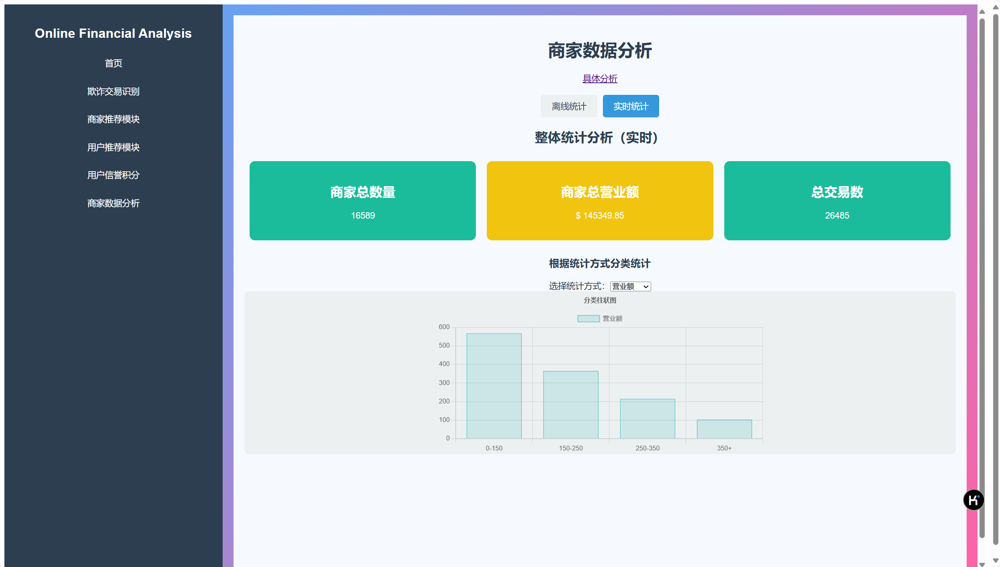 Online Financial Analysis
首页
欺诈交易识别
商家推荐模块
用户推荐模块
用户信誉积分
商家数据分析
商家数据分析
具体分析
离线统计 实时统计
整体统计分析（实时）
商家总数量
16589
商家总营业额
$ 145349.85
总交易数
26485
根据统计方式分类统计
选择统计方式： 营业额
分类柱状图
营业额
600
500
400
300
200
100
0
0-150 150-250 250-350 350+
K